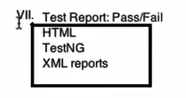 VII. Test Report: Pass/Fail
HTML
TestNG
XML reports